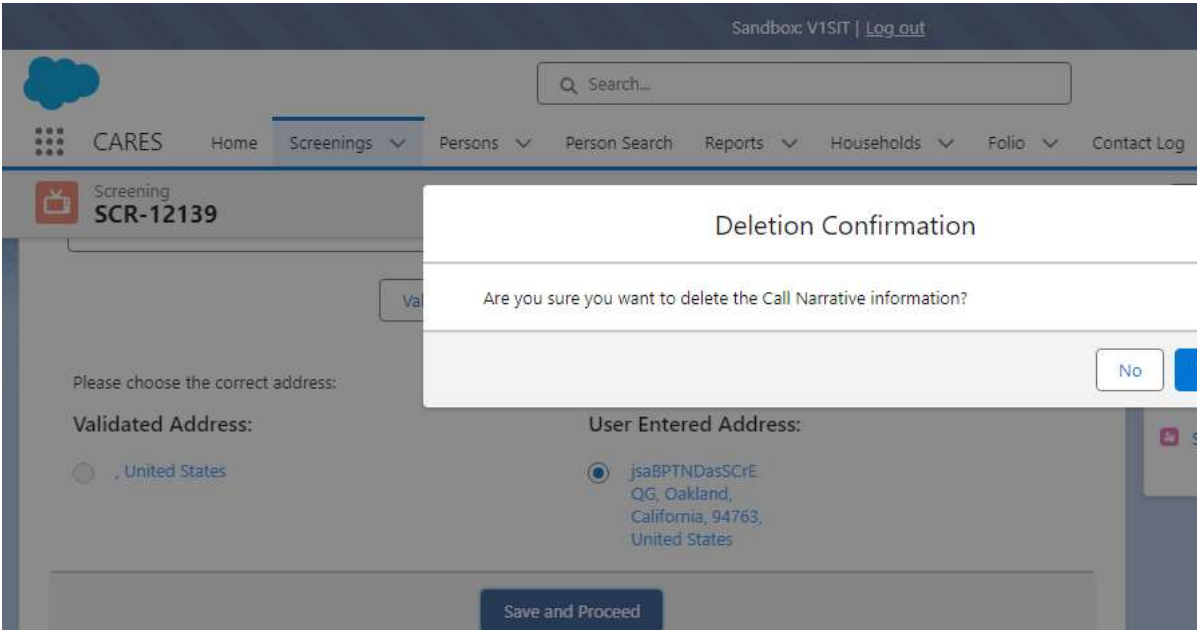 Sandbox: V1SIT | Log out
Search...
CARES Home Screenings Persons Person Search Reports Households Folio Contact Log
Screening
SCR-12139
Deletion Confirmation
Are you sure you want to delete the Call Narrative information?
No
Please choose the correct address:
Validated Address:
, United States
User Entered Address:
jsaBPTNDasSCrE
QG, Oakland,
California, 94763,
United States
Save and Proceed